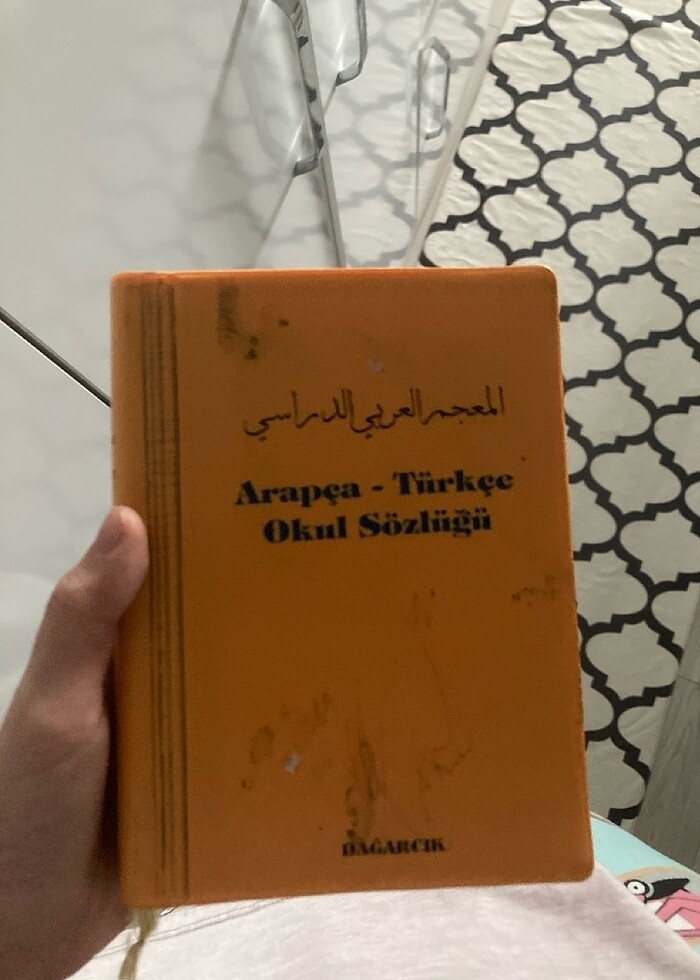 المعجم العربي الدراسي
Arapça - Türkçe
Okul Sözlüğü
DAĞARCIK